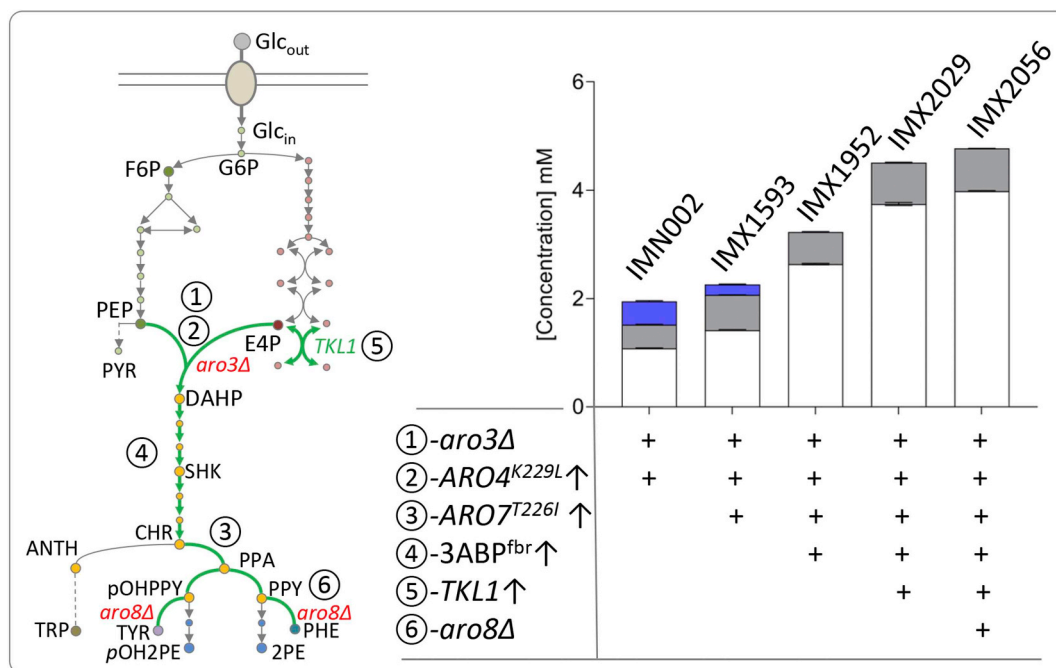 Glc_out
Glc_in
F6P
G6P
PEP
①
②
PYR
aro3Δ
E4P
TKL1 ⑤
DAHP
④
SHK
CHR
③
ANTH
PPA
pOHPPY
PPY
⑥
aro8Δ
aro8Δ
TRP
TYR
PHE
pOH2PE
2PE
[Concentration] mM
6
4
2
0
IMN002
IMX1593
IMX1952
IMX2029
IMX2056
①-aro3Δ + + + + +
②-ARO4^K229L↑ + + + + +
③-ARO7^T226I ↑ + + + +
④-3ABP^fbr↑ + + +
⑤-TKL1↑ + +
⑥-aro8Δ +